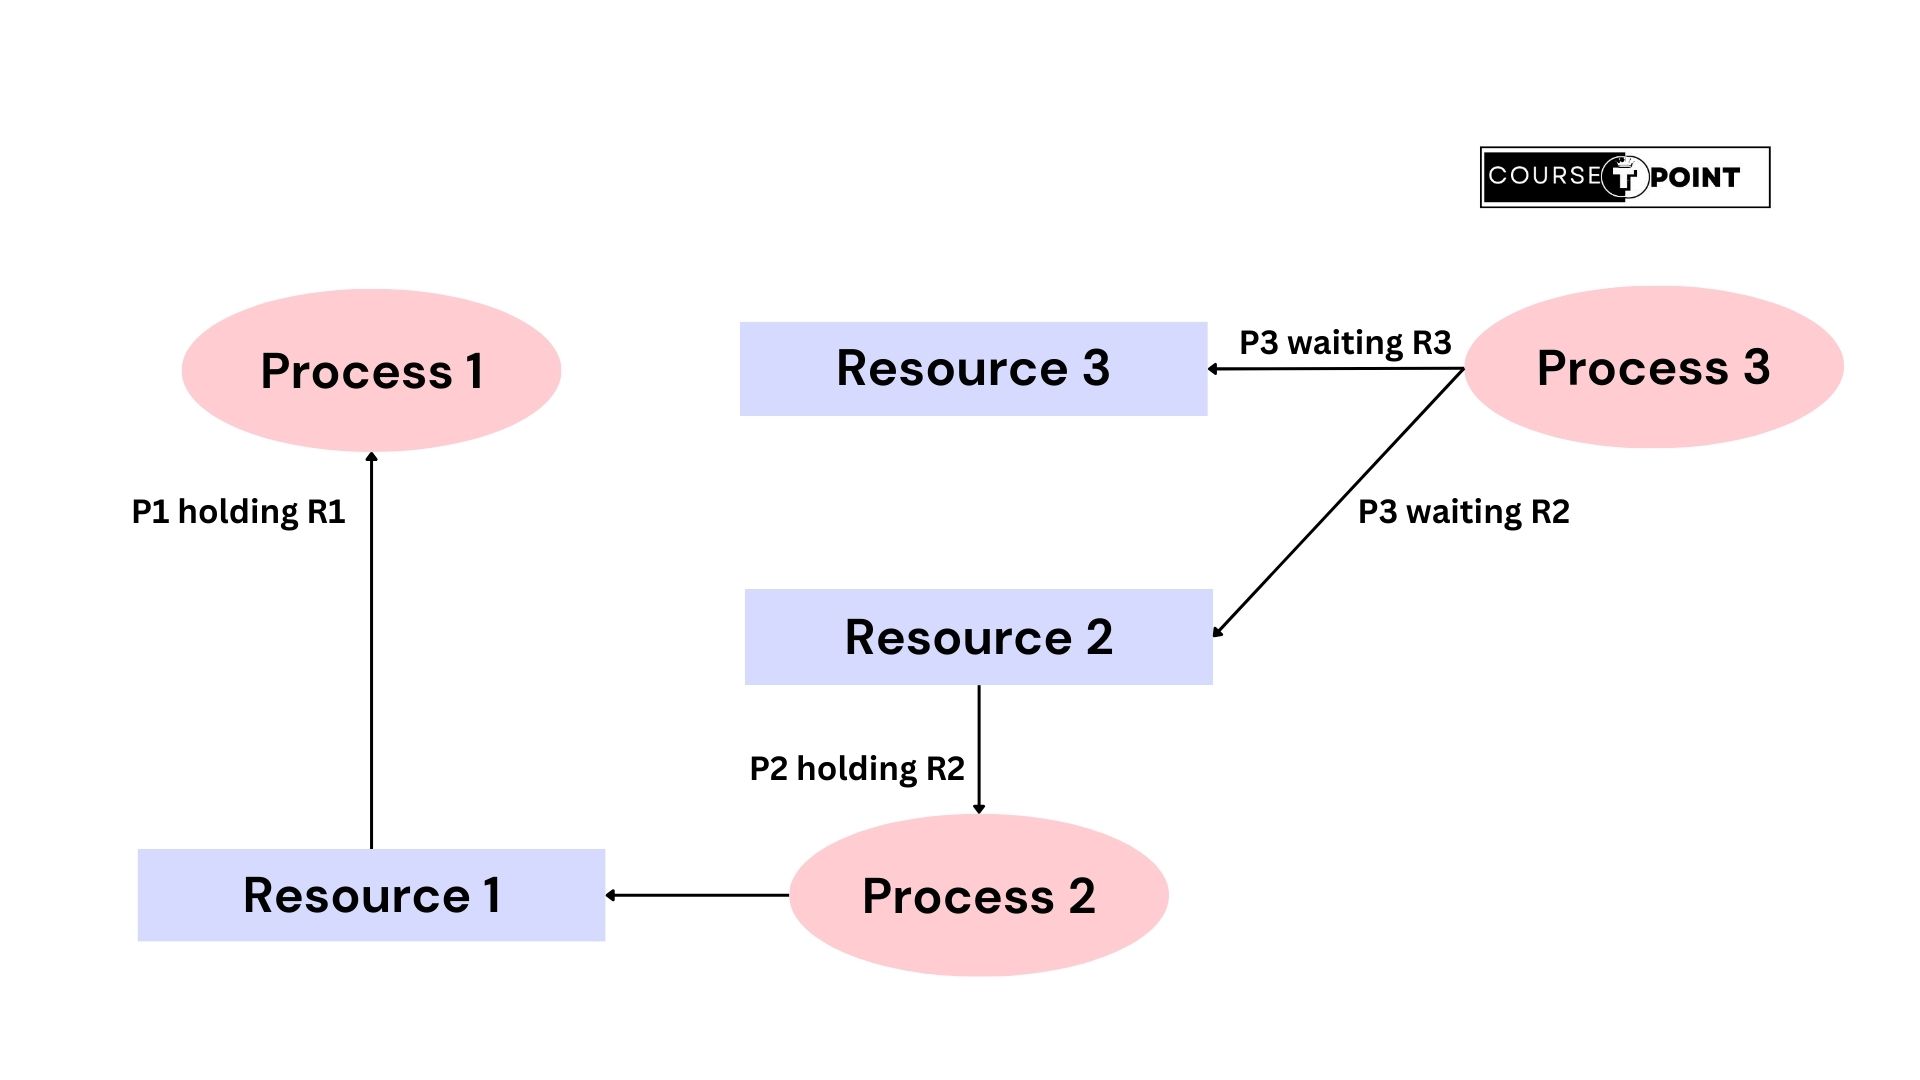 COURSE T POINT
Process 1
Resource 3
P3 waiting R3
Process 3
P1 holding R1
P3 waiting R2
Resource 2
P2 holding R2
Resource 1
Process 2